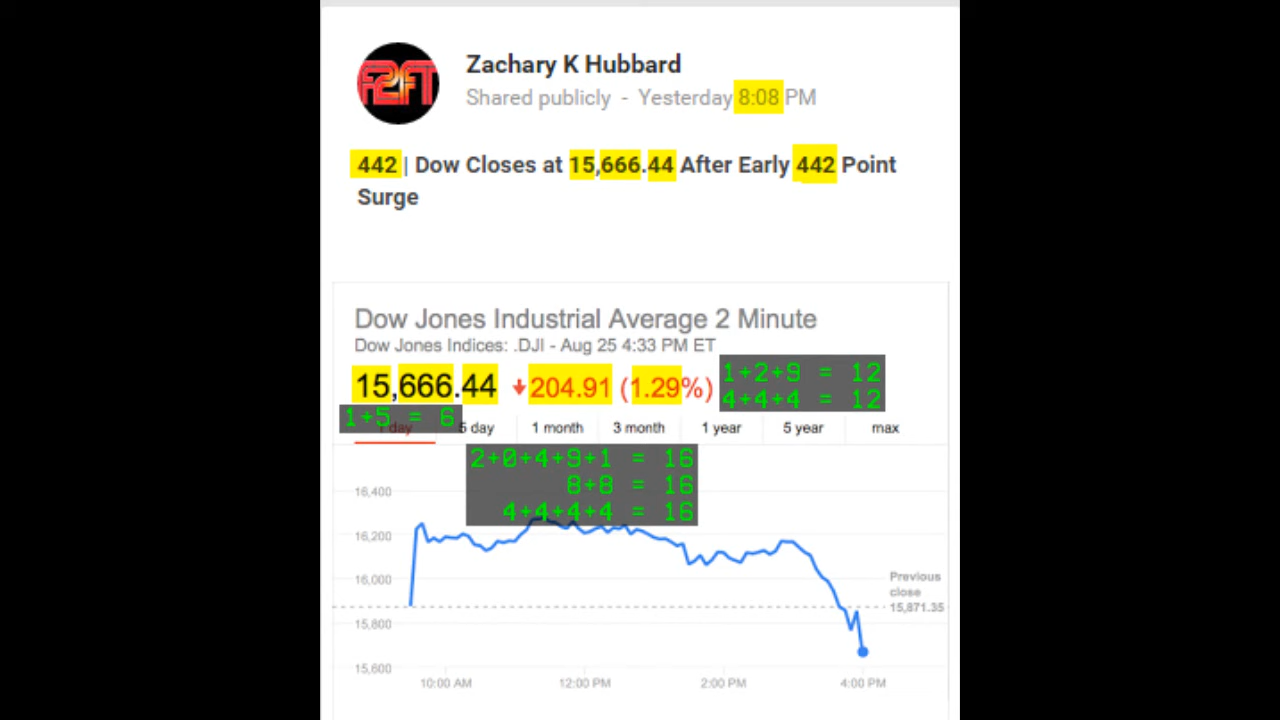 F2FT
Zachary K Hubbard
Shared publicly - Yesterday 8:08 PM
442 | Dow Closes at 15,666.44 After Early 442 Point
Surge
Dow Jones Industrial Average 2 Minute
Dow Jones Indices: .DJI - Aug 25 4:33 PM ET
15,666.44 204.91 (1.29%)
1+2+9 = 12
4+4+4 = 12
1+5 = 6
1 day 5 day 1 month 3 month 1 year 5 year max
2+0+4+9+1 = 16
8+8 = 16
4+4+4+4 = 16
16,400
16,200
16,000
15,800
15,600
Previous
close
15,871.35
10:00 AM 12:00 PM 2:00 PM 4:00 PM